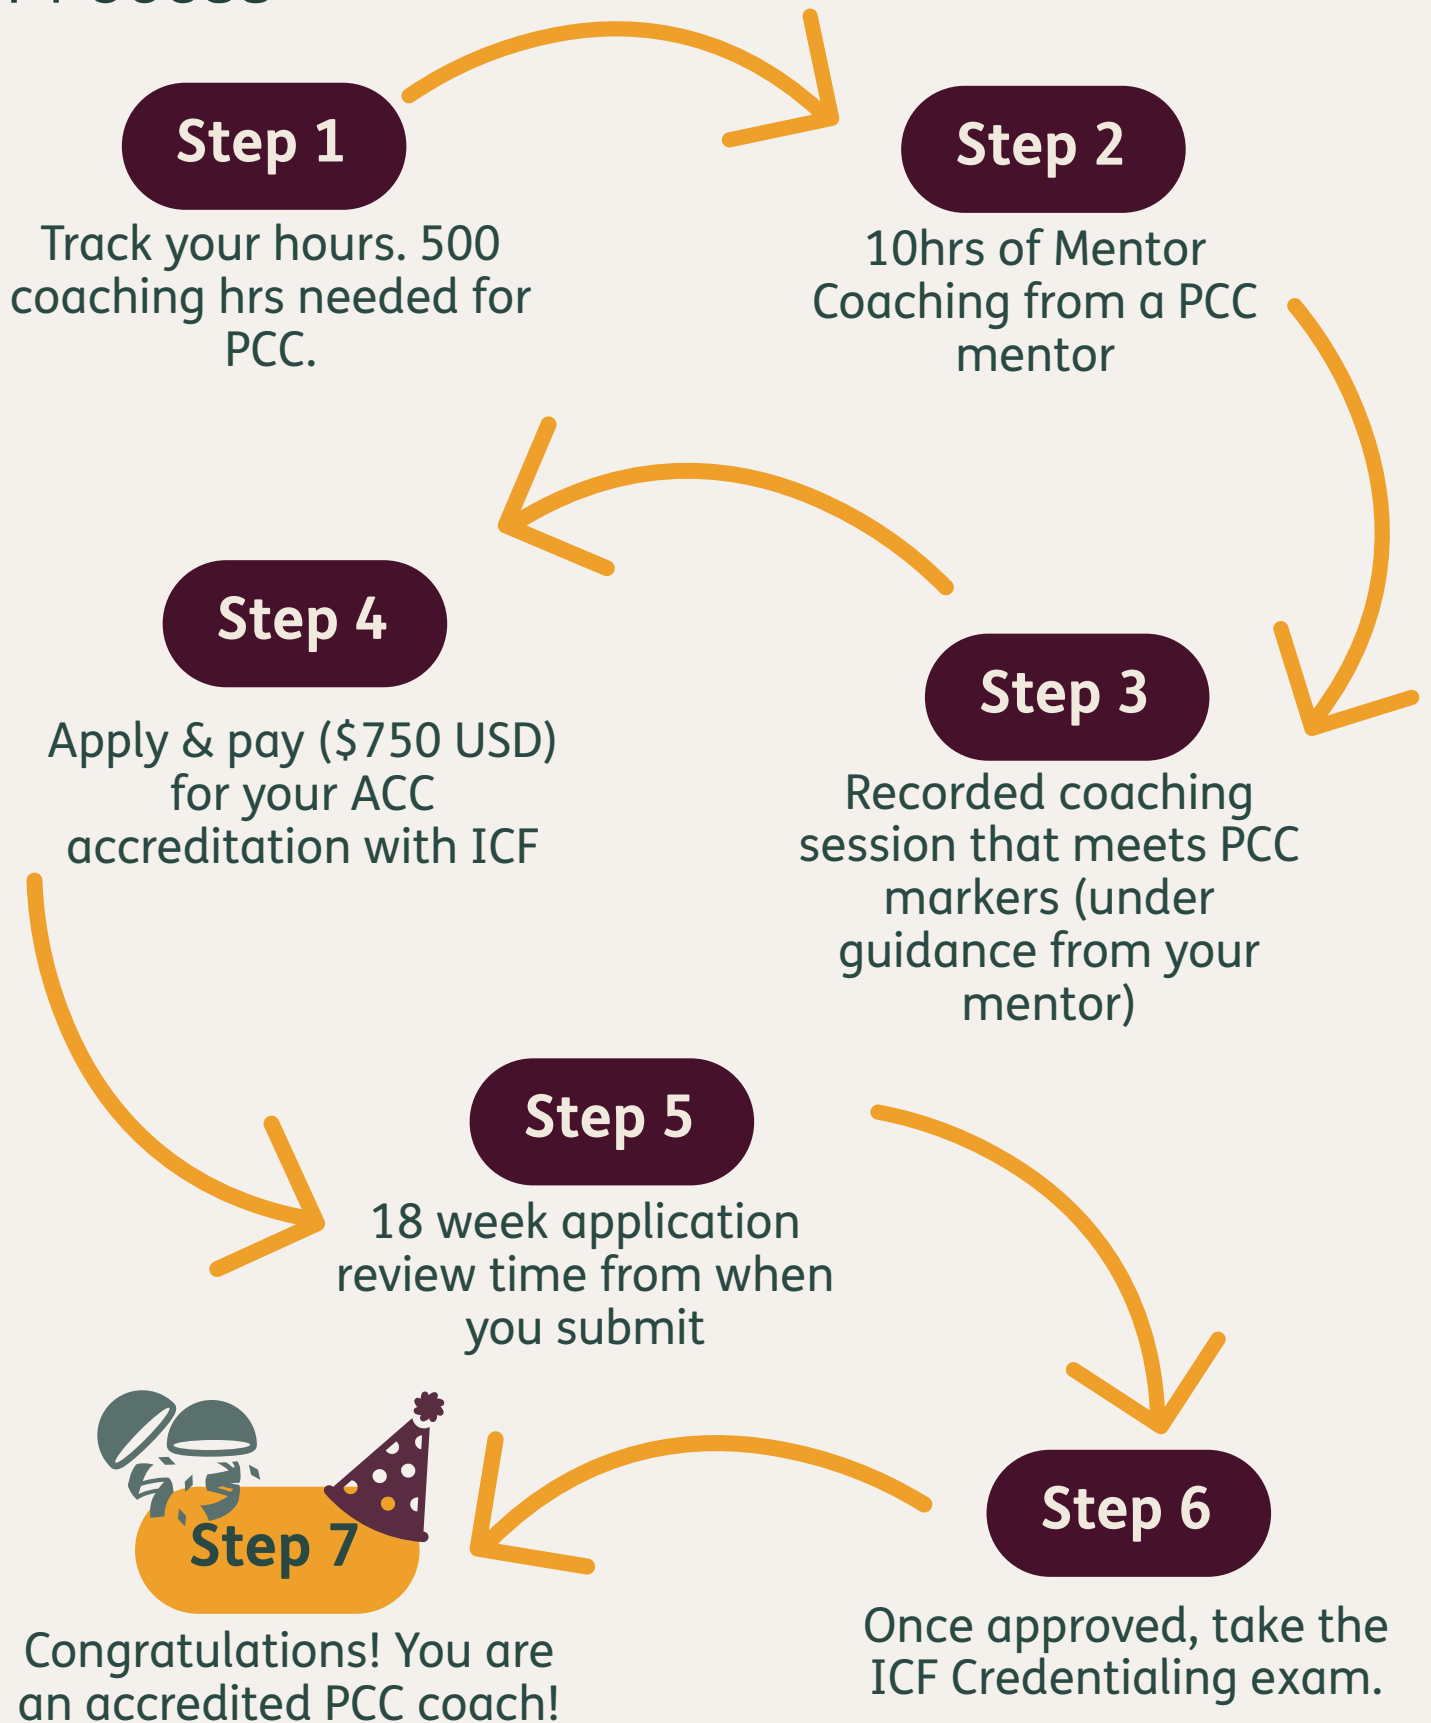 Step 1
Track your hours. 500
coaching hrs needed for
PCC.
Step 2
10hrs of Mentor
Coaching from a PCC
mentor
Step 3
Recorded coaching
session that meets PCC
markers (under
guidance from your
mentor)
Step 4
Apply & pay ($750 USD)
for your ACC
accreditation with ICF
Step 5
18 week application
review time from when
you submit
Step 6
Once approved, take the
ICF Credentialing exam.
Step 7
Congratulations! You are
an accredited PCC coach!